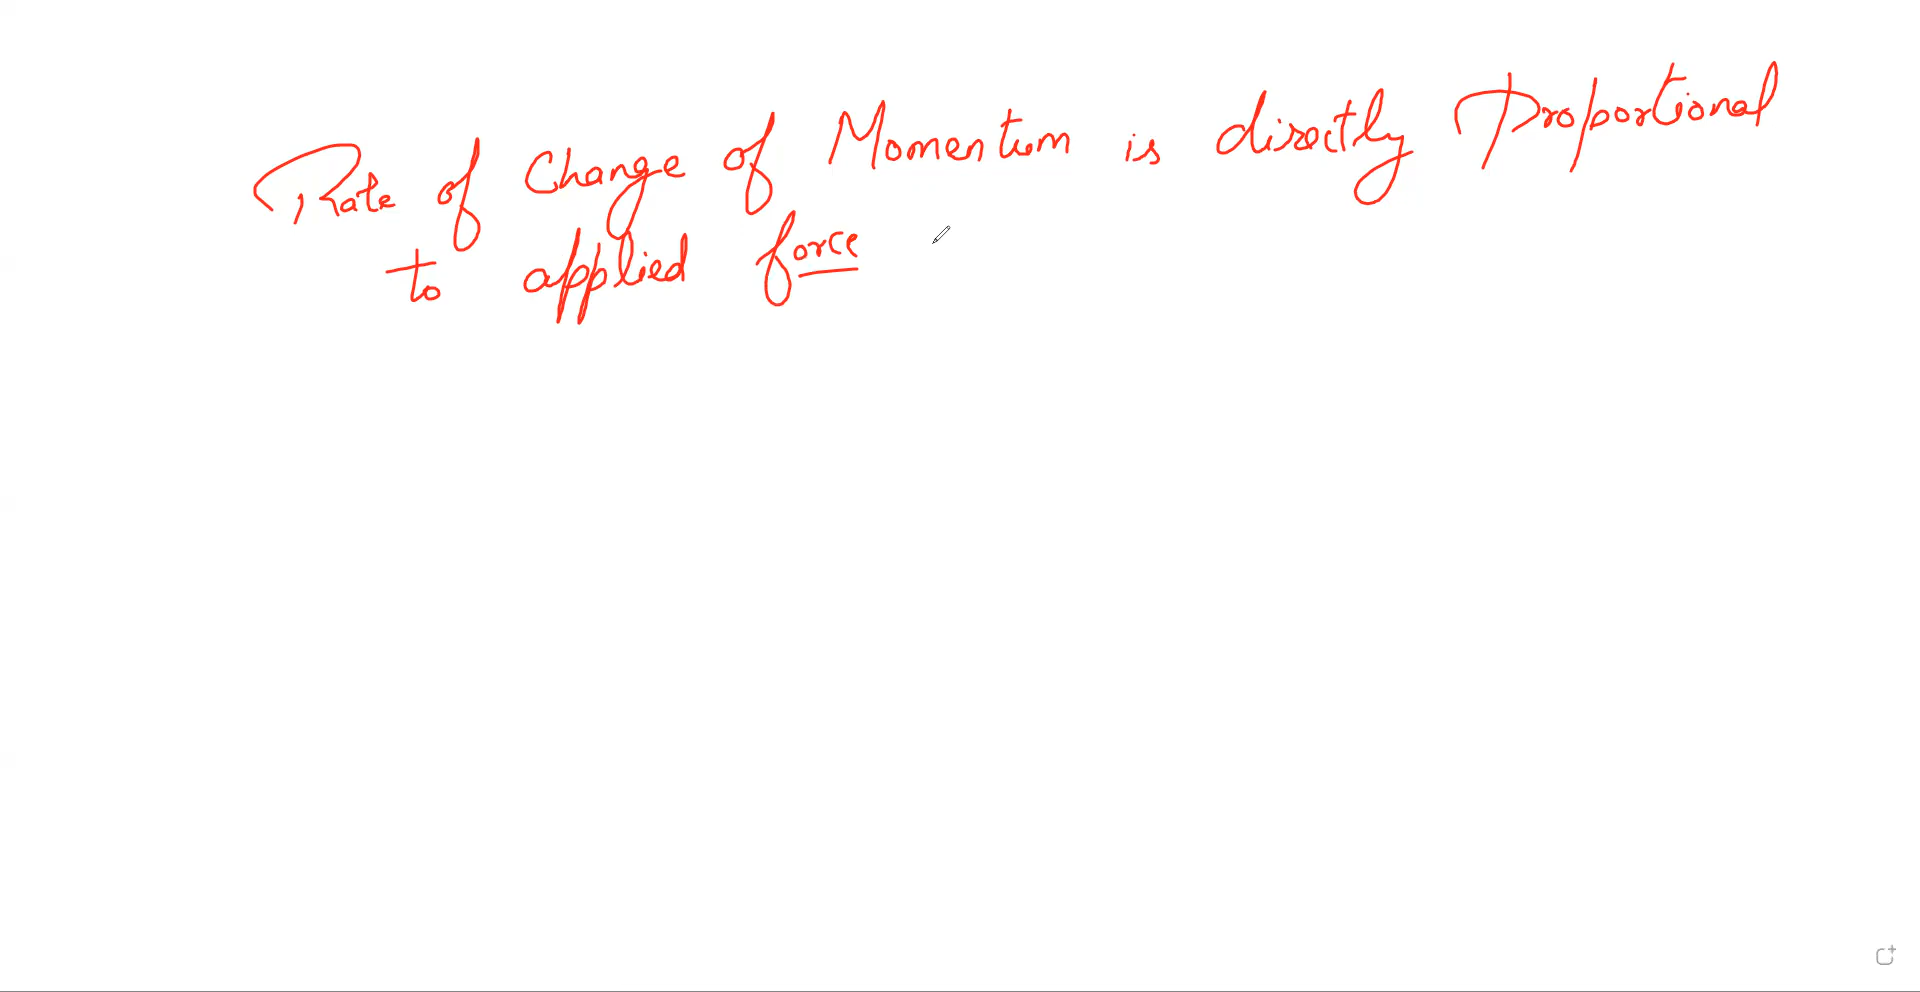 Rate of Change of Momentum is directly Proportional
to applied force